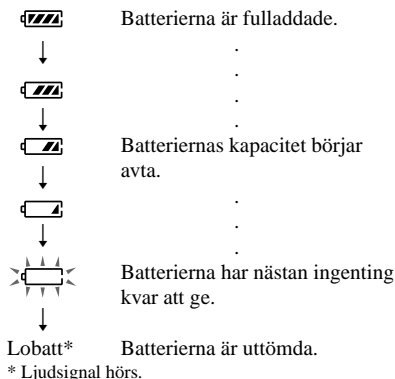 Batterierna är fulladdade.
.
.
.
.
Batteriernas kapacitet börjar
avta.
.
.
.
Batterierna har nästan ingenting
kvar att ge.
Lobatt* Batterierna är uttömda.
* Ljudsignal hörs.